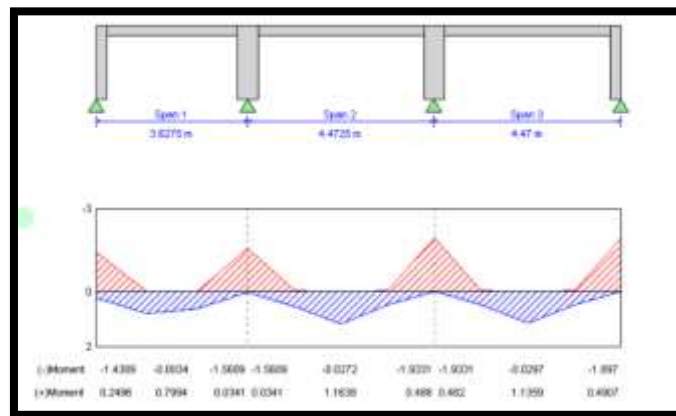 Span 1 Span 2 Span 3
3.6275 m 4.4725 m 4.47 m
-3
0
2
(-)Moment -1.4309 -0.0034 -1.5609 -1.5609 -0.0272 -1.9331 -1.9331 -0.0297 -1.897
(+)Moment 0.2496 0.7994 0.0341 0.0341 1.1638 0.488 0.482 1.1359 0.4907